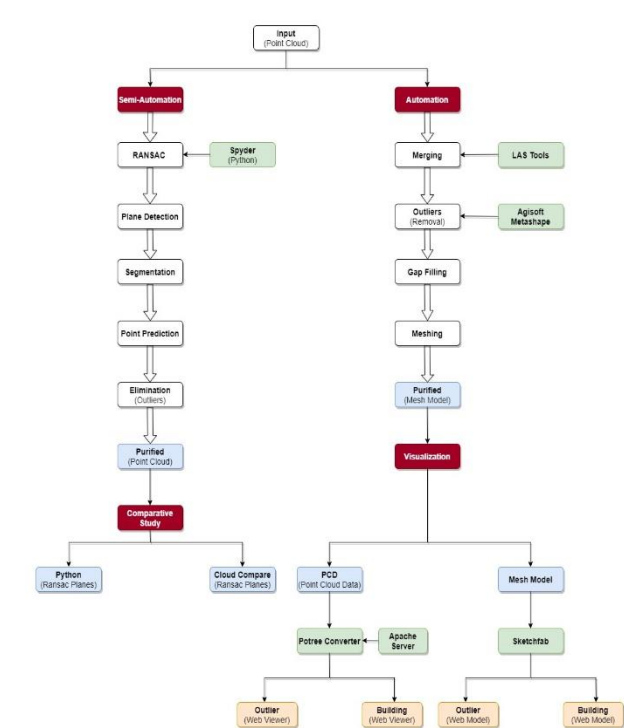 Input
(Point Cloud)
Semi-Automation
Automation
RANSAC
Spyder
(Python)
Merging
LAS Tools
Plane Detection
Outliers
(Removal)
Agisoft
Metashape
Segmentation
Gap Filling
Point Prediction
Meshing
Elimination
(Outliers)
Purified
(Mesh Model)
Purified
(Point Cloud)
Visualization
Comparative
Study
Python
(Ransac Planes)
Cloud Compare
(Ransac Planes)
PCD
(Point Cloud Data)
Mesh Model
Potree Converter
Apache
Server
Sketchfab
Outlier
(Web Viewer)
Building
(Web Viewer)
Outlier
(Web Model)
Building
(Web Model)